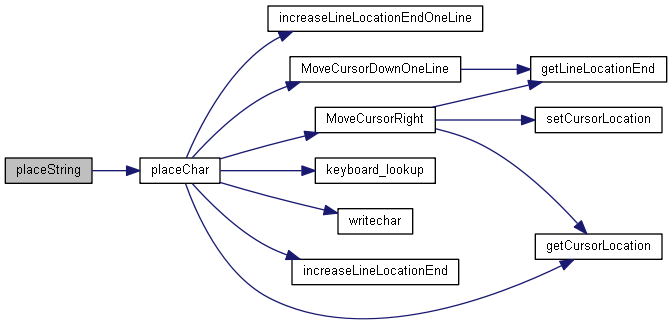 increaseLineLocationEndOneLine
MoveCursorDownOneLine
getLineLocationEnd
MoveCursorRight
setCursorLocation
placeString
placeChar
keyboard_lookup
writechar
getCursorLocation
increaseLineLocationEnd